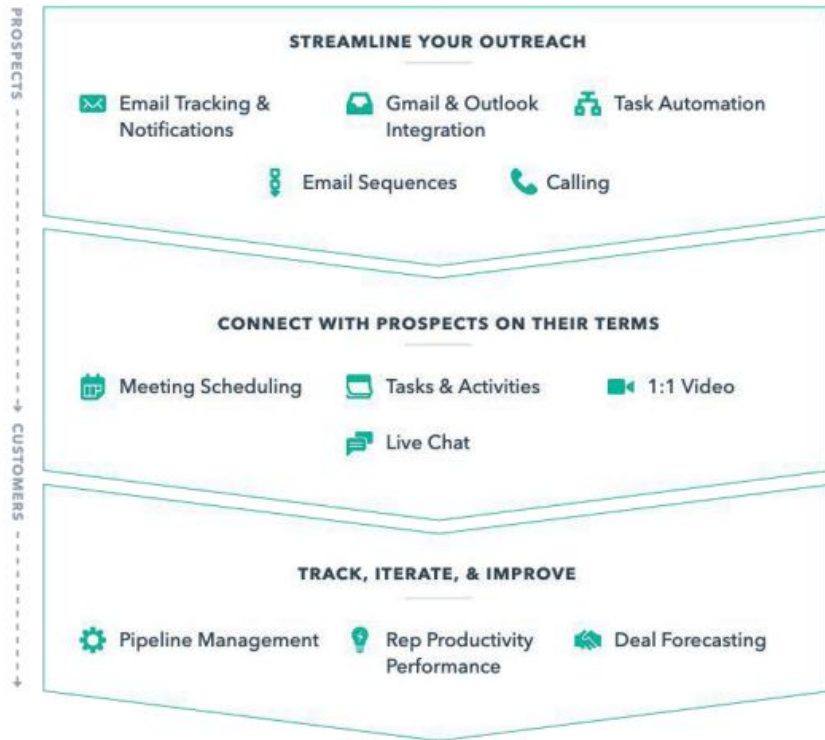 PROSPECTS
CUSTOMERS
STREAMLINE YOUR OUTREACH
Email Tracking &
Notifications
Gmail & Outlook
Integration
Task Automation
Email Sequences
Calling
CONNECT WITH PROSPECTS ON THEIR TERMS
Meeting Scheduling
Tasks & Activities
1:1 Video
Live Chat
TRACK, ITERATE, & IMPROVE
Pipeline Management
Rep Productivity
Performance
Deal Forecasting